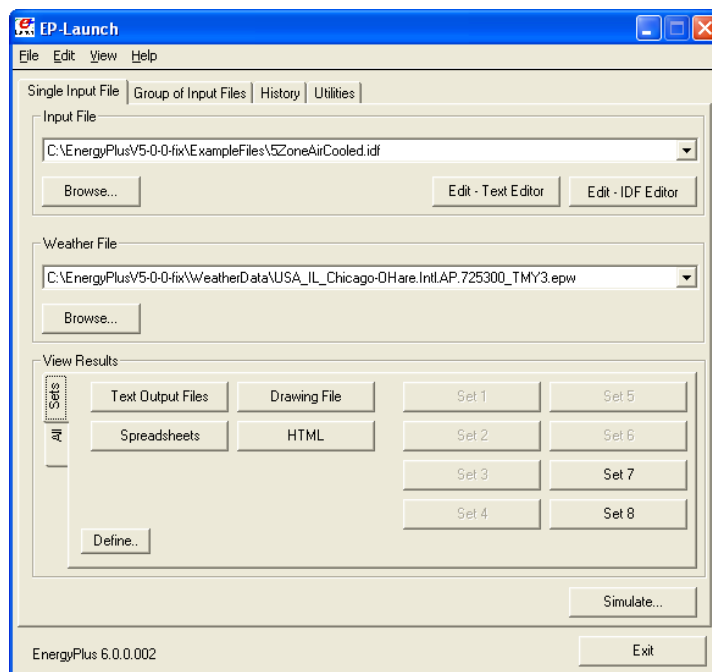 EP-Launch
File Edit View Help
Single Input File Group of Input Files History Utilities
Input File
C:\EnergyPlusV5-0-0-fix\ExampleFiles\5ZoneAirCooled.idf
Browse... Edit - Text Editor Edit - IDF Editor
Weather File
C:\EnergyPlusV5-0-0-fix\WeatherData\USA_IL_Chicago-OHare.Intl.AP.725300_TMY3.epw
Browse...
View Results
Sets
All
Text Output Files Drawing File Set 1 Set 5
Spreadsheets HTML Set 2 Set 6
Set 3 Set 7
Set 4 Set 8
Define..
Simulate...
EnergyPlus 6.0.0.002 Exit